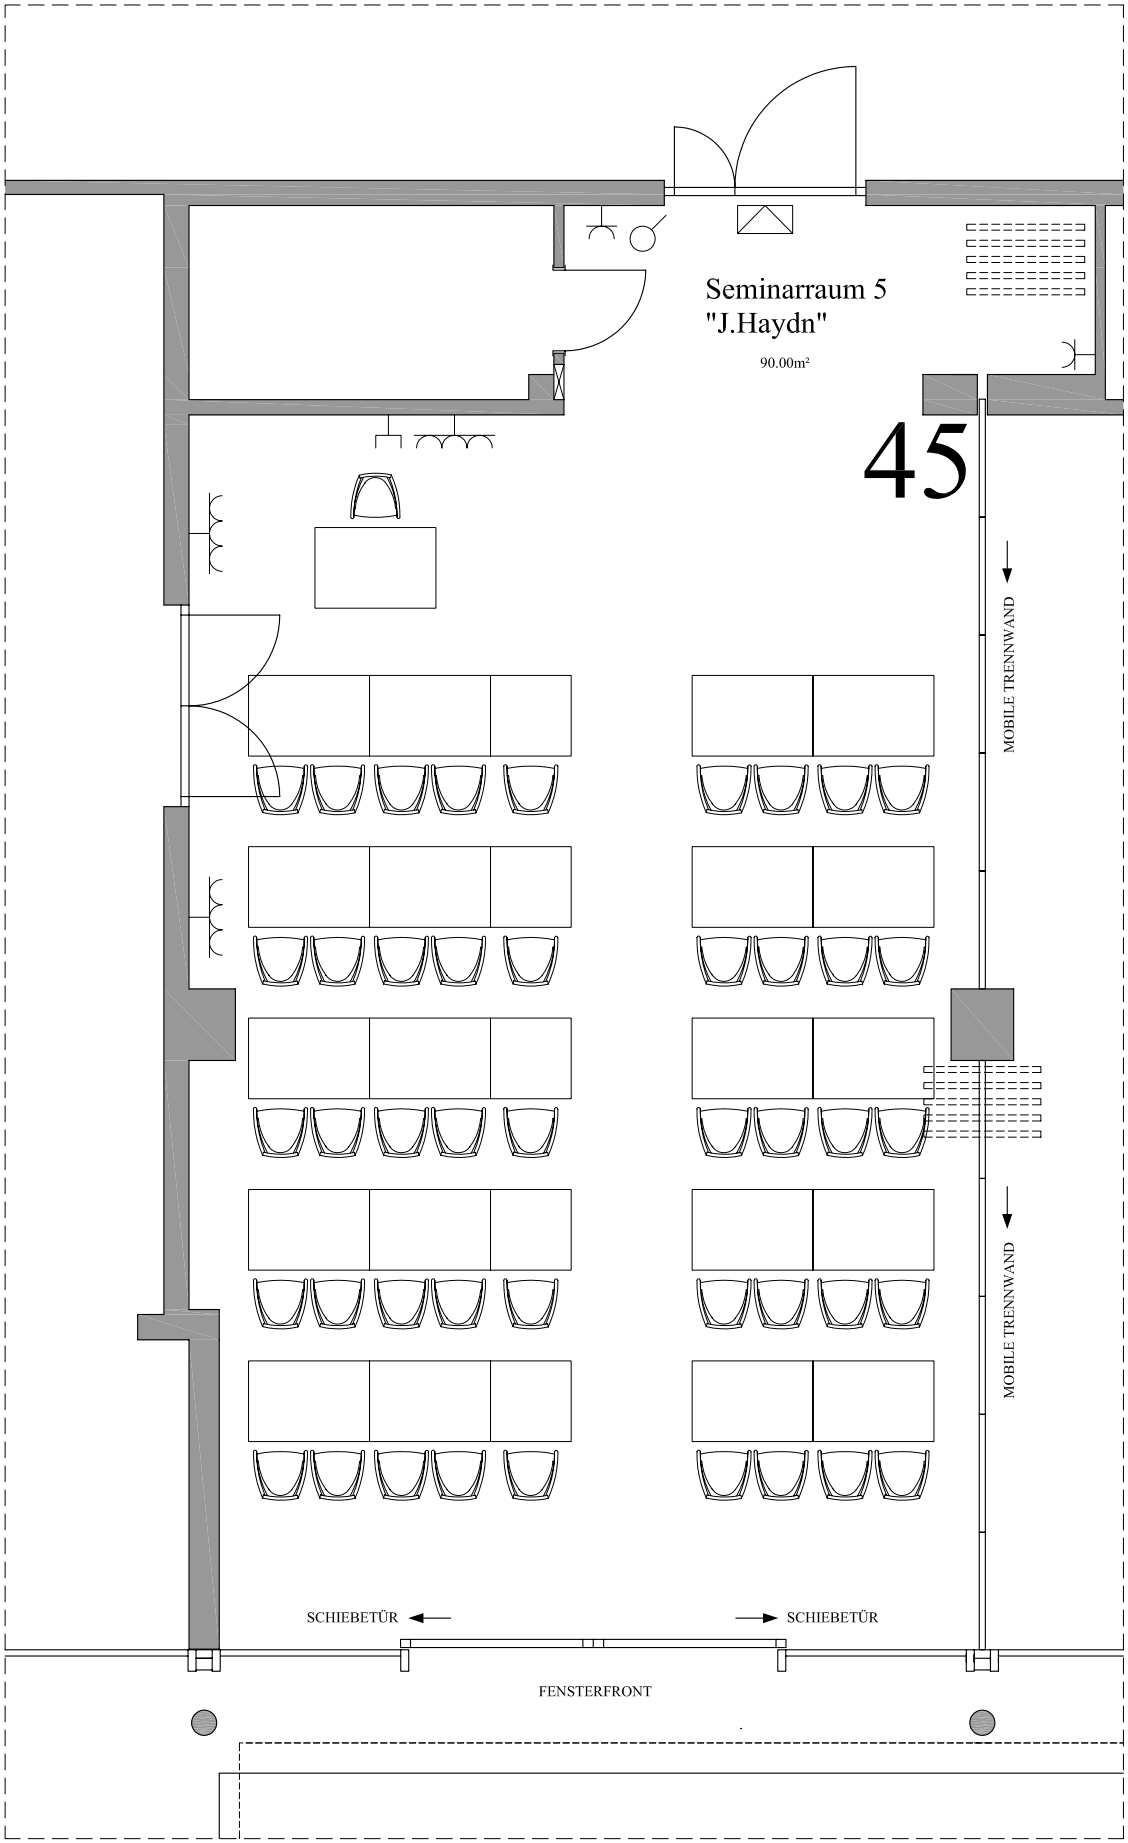 Seminarraum 5
"J.Haydn"
90.00m²
45
MOBILE TRENNWAND
MOBILE TRENNWAND
SCHIEBETÜR
SCHIEBETÜR
FENSTERFRONT